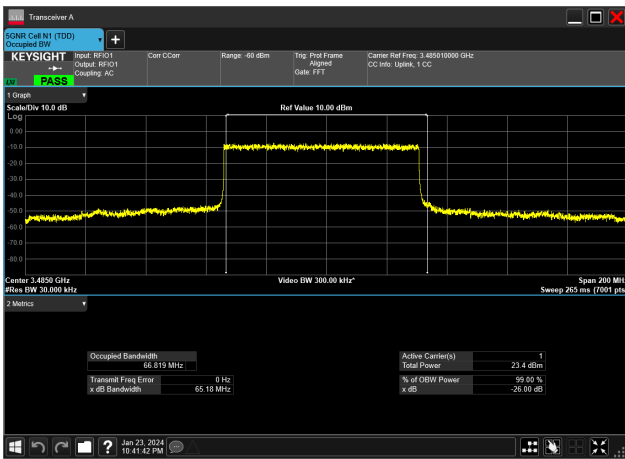 Transceiver A
5GNR Cell N1 (TDD)
Occupied BW
KEYSIGHT
LXI
PASS
Input: RFIO1
Output: RFIO1
Coupling: AC
Corr CCorr
Range: -60 dBm
Trig: Prot Frame
Aligned
Gate: FFT
Carrier Ref Freq: 3.485010000 GHz
CC Info: Uplink, 1 CC
1 Graph
Scale/Div 10.0 dB
Ref Value 10.00 dBm
Log
0.00
-10.0
-20.0
-30.0
-40.0
-50.0
-60.0
-70.0
-80.0
Center 3.4850 GHz
Video BW 300.00 kHz*
Span 200 MH
#Res BW 30.000 kHz
Sweep 265 ms (7001 pts
2 Metrics
Occupied Bandwidth
66.819 MHz
Transmit Freq Error 0 Hz
x dB Bandwidth 65.18 MHz
Active Carrier(s) 1
Total Power 23.4 dBm
% of OBW Power 99.00 %
x dB -26.00 dB
?
Jan 23, 2024
10:41:42 PM